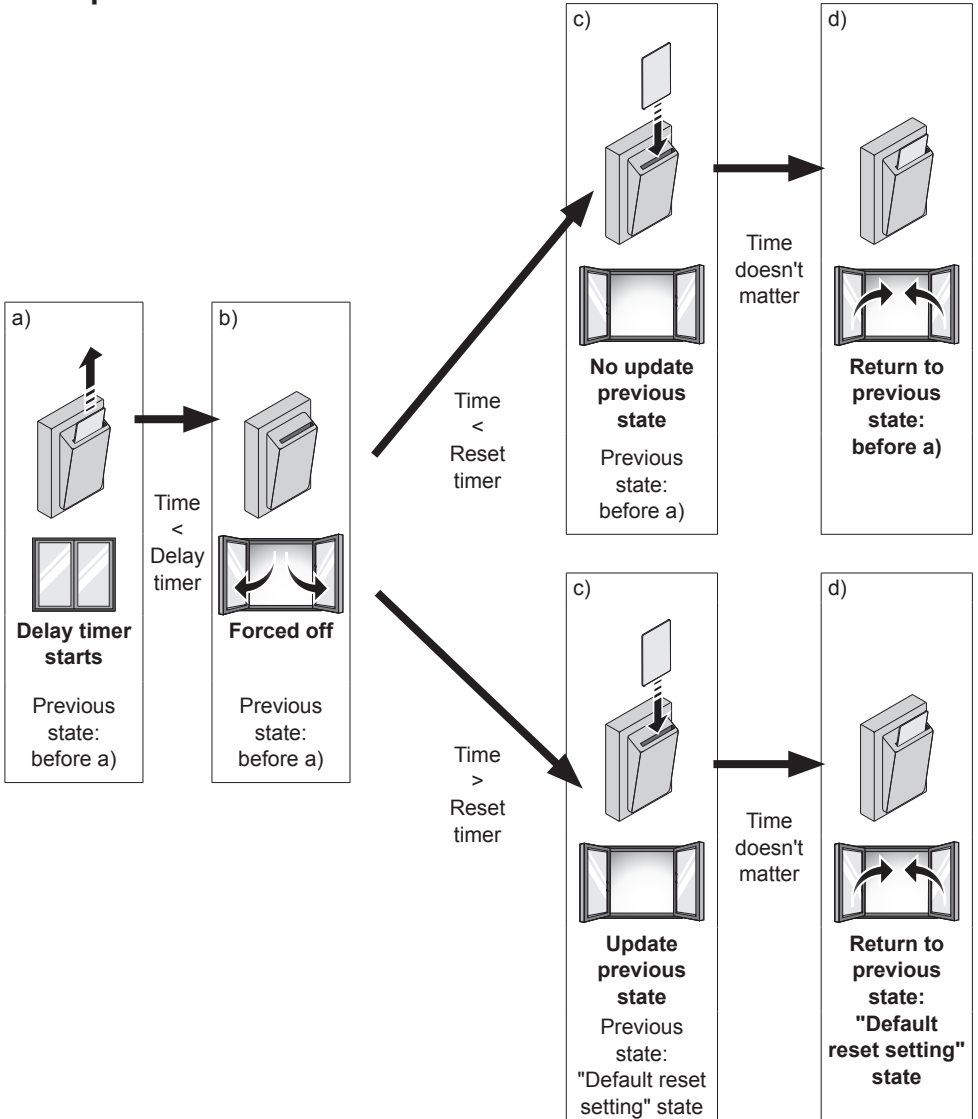 a)
Delay timer
starts
Previous
state:
before a)
Time
<
Delay
timer
b)
Forced off
Previous
state:
before a)
Time
<
Reset
timer
c)
No update
previous
state
Previous
state:
before a)
Time
doesn't
matter
d)
Return to
previous
state:
before a)
Time
>
Reset
timer
c)
Update
previous
state
Previous
state:
"Default reset
setting" state
Time
doesn't
matter
d)
Return to
previous
state:
"Default
reset setting"
state